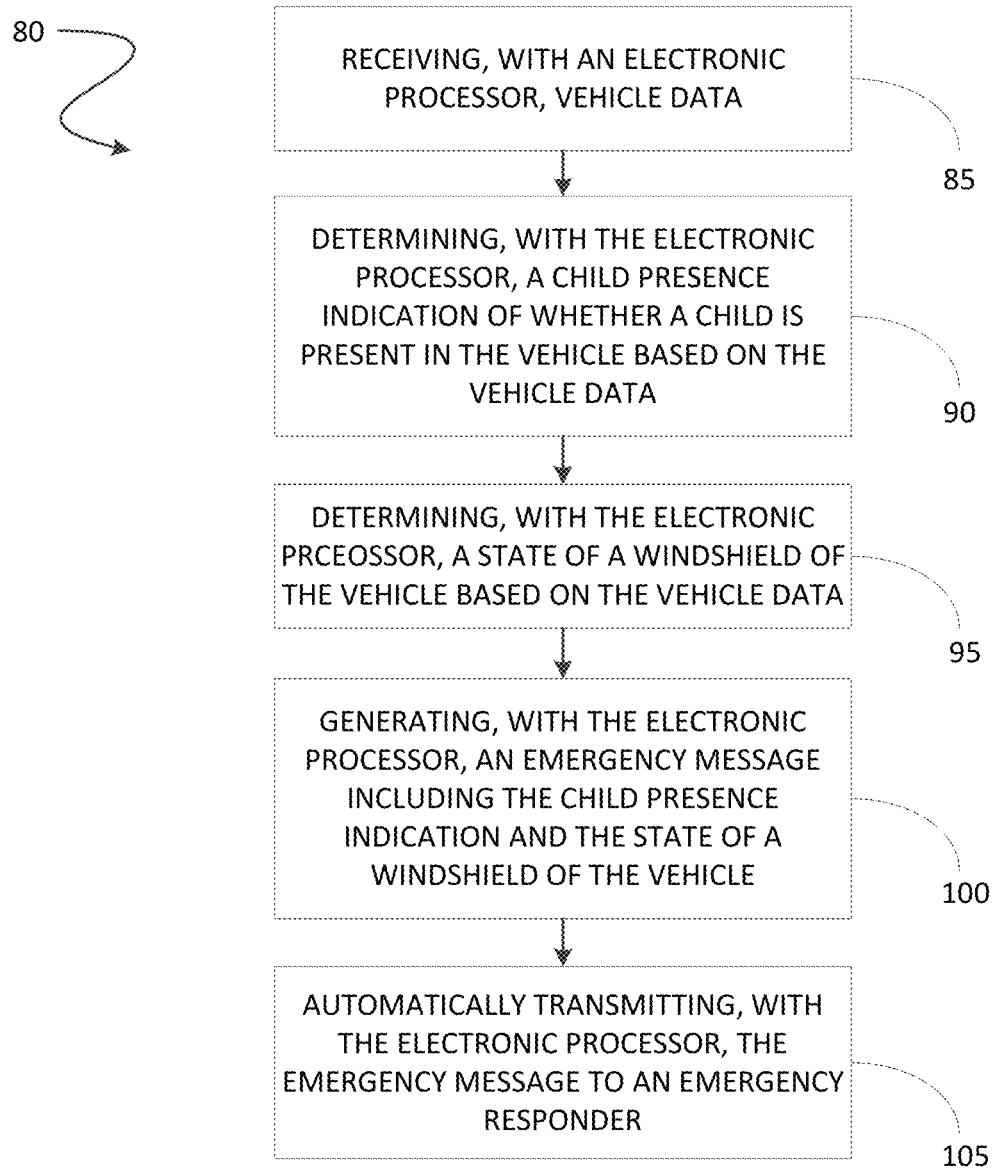 80
RECEIVING, WITH AN ELECTRONIC
PROCESSOR, VEHICLE DATA
85
DETERMINING, WITH THE ELECTRONIC
PROCESSOR, A CHILD PRESENCE
INDICATION OF WHETHER A CHILD IS
PRESENT IN THE VEHICLE BASED ON THE
VEHICLE DATA
90
DETERMINING, WITH THE ELECTRONIC
PRCEOSSOR, A STATE OF A WINDSHIELD OF
THE VEHICLE BASED ON THE VEHICLE DATA
95
GENERATING, WITH THE ELECTRONIC
PROCESSOR, AN EMERGENCY MESSAGE
INCLUDING THE CHILD PRESENCE
INDICATION AND THE STATE OF A
WINDSHIELD OF THE VEHICLE
100
AUTOMATICALLY TRANSMITTING, WITH
THE ELECTRONIC PROCESSOR, THE
EMERGENCY MESSAGE TO AN EMERGENCY
RESPONDER
105